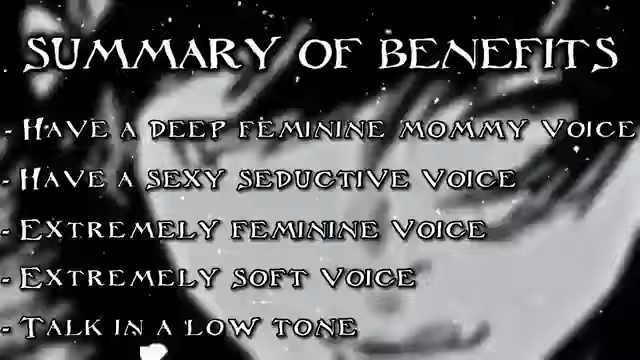 SUMMARY OF BENEFITS
- HAVE A DEEP FEMININE MOMMY VOICE
- HAVE A SEXY SEDUCTIVE VOICE
- EXTREMELY FEMININE VOICE
- EXTREMELY SOFT VOICE
- TALK IN A LOW TONE